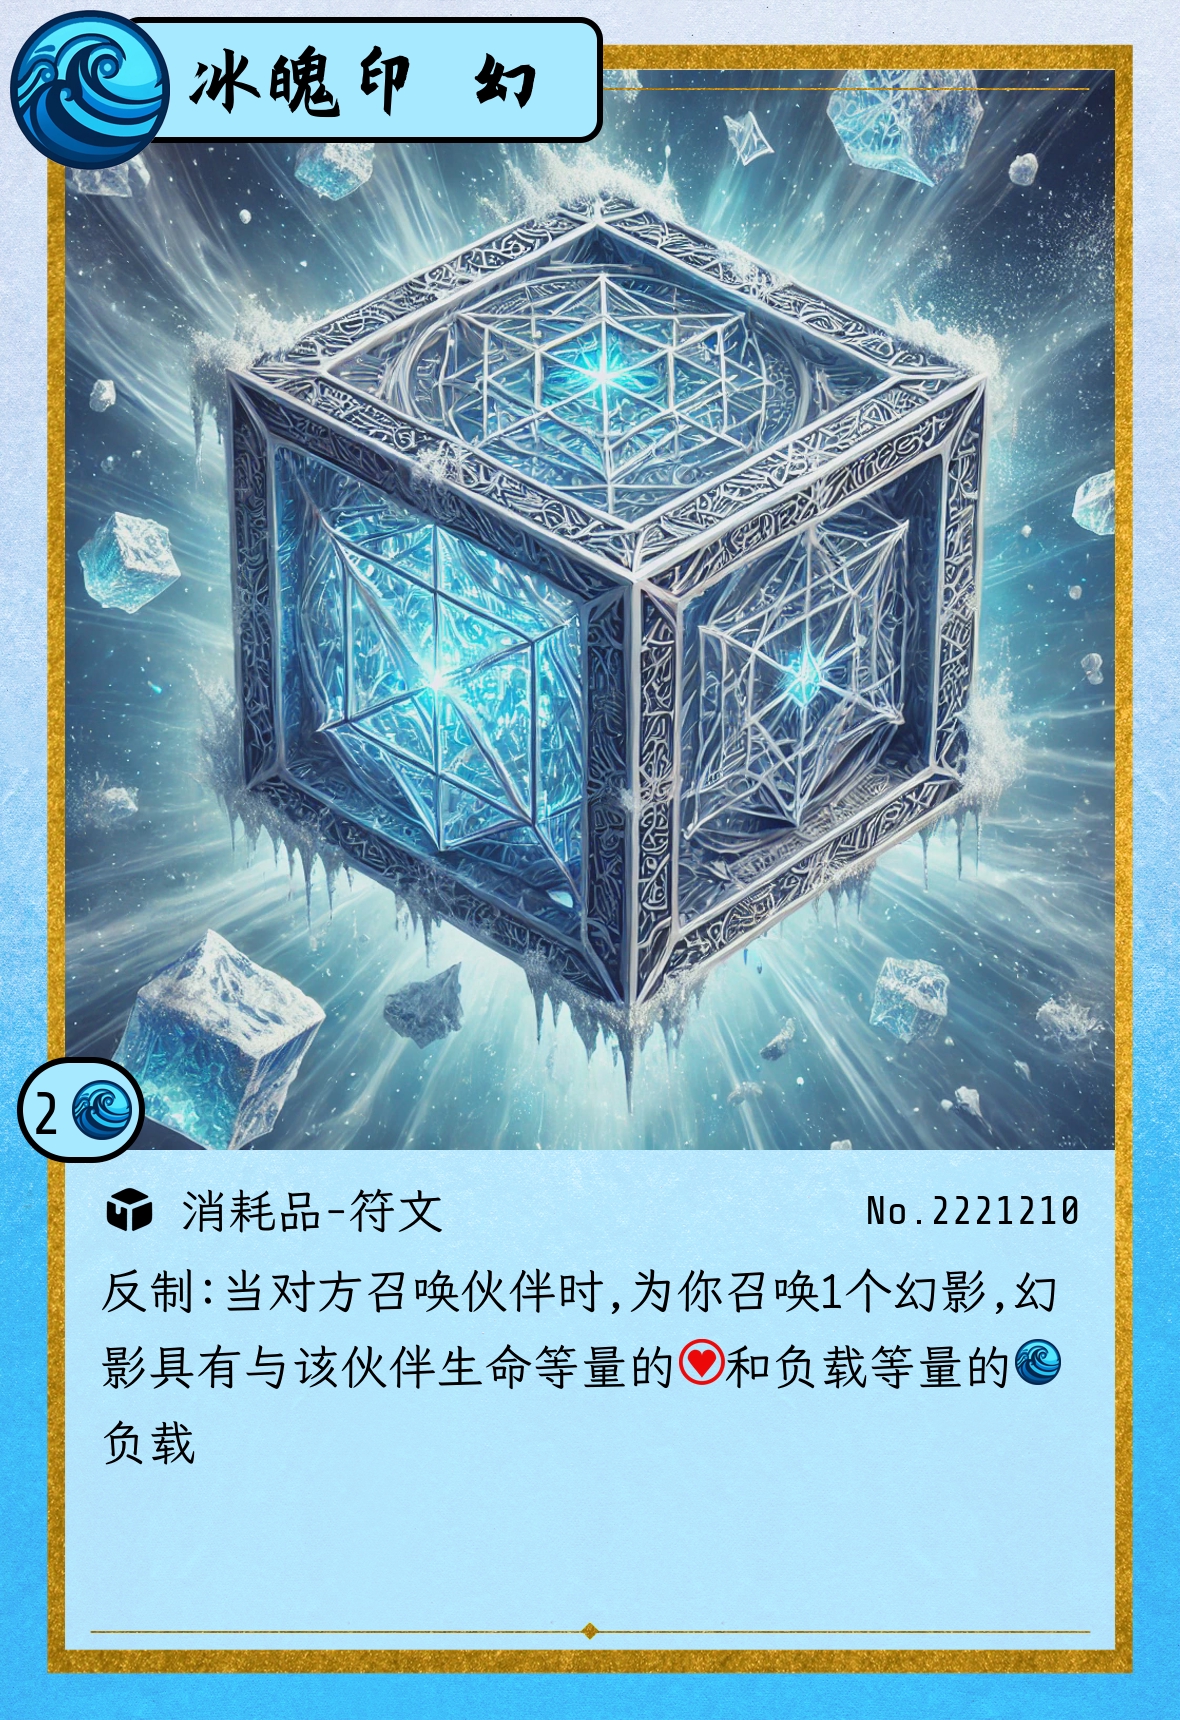 冰魄印 幻
2
消耗品-符文
No.2221210
反制:当对方召唤伙伴时,为你召唤1个幻影,幻
影具有与该伙伴生命等量的和负载等量的
负载